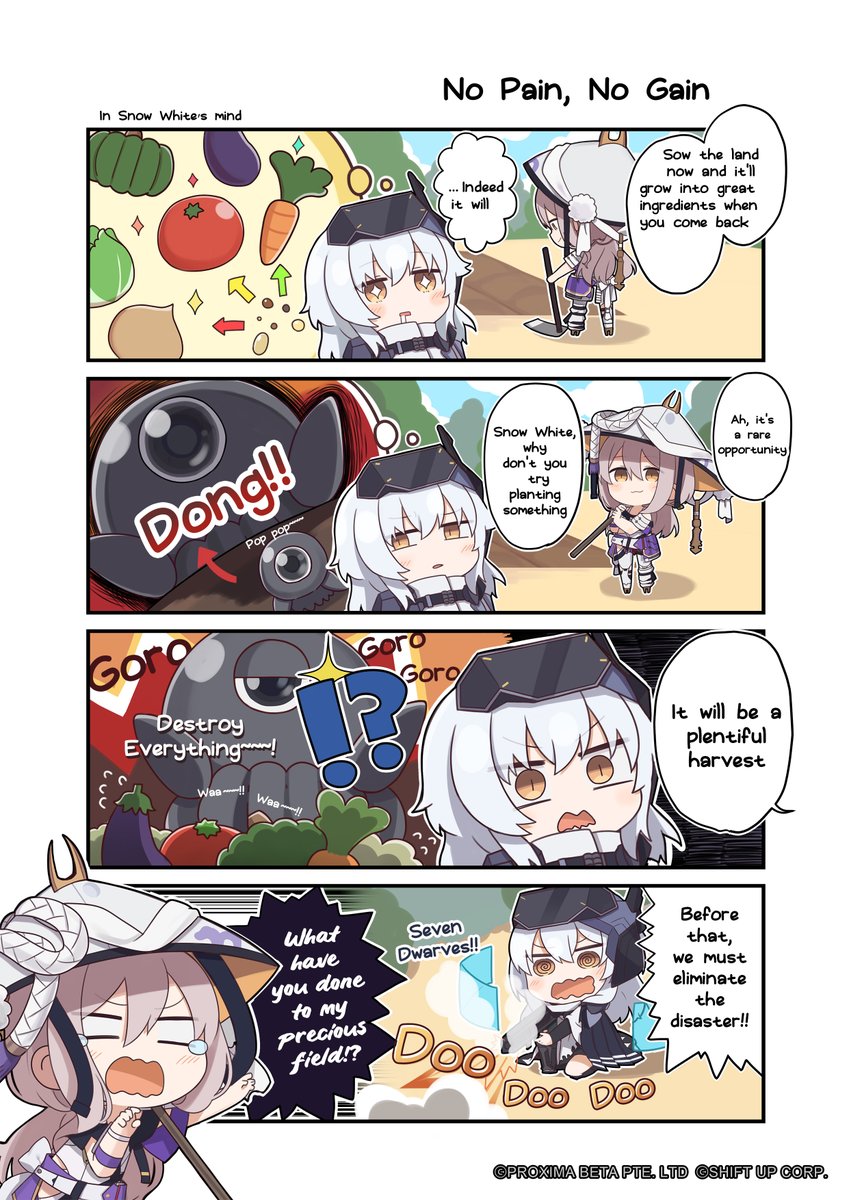 No Pain, No Gain
In Snow White's mind
Sow the land
now and it'll
grow into great
ingredients when
you come back
... Indeed
it will
Ah, it's
a rare
opportunity
Snow White,
why
don't you
try
planting
something
Dong!!
Pop pop~~
It will be a
plentiful
harvest
Goro
Goro
Goro
!?
Destroy
Everything~~~!
Waa~~!!
Waa~~!!
Before
that,
we must
eliminate
the
disaster!!
Seven
Dwarves!!
Doo
Doo Doo
What
have
you done
to my
precious
field!?
©PROXIMA BETA PTE. LTD ©SHIFT UP CORP.